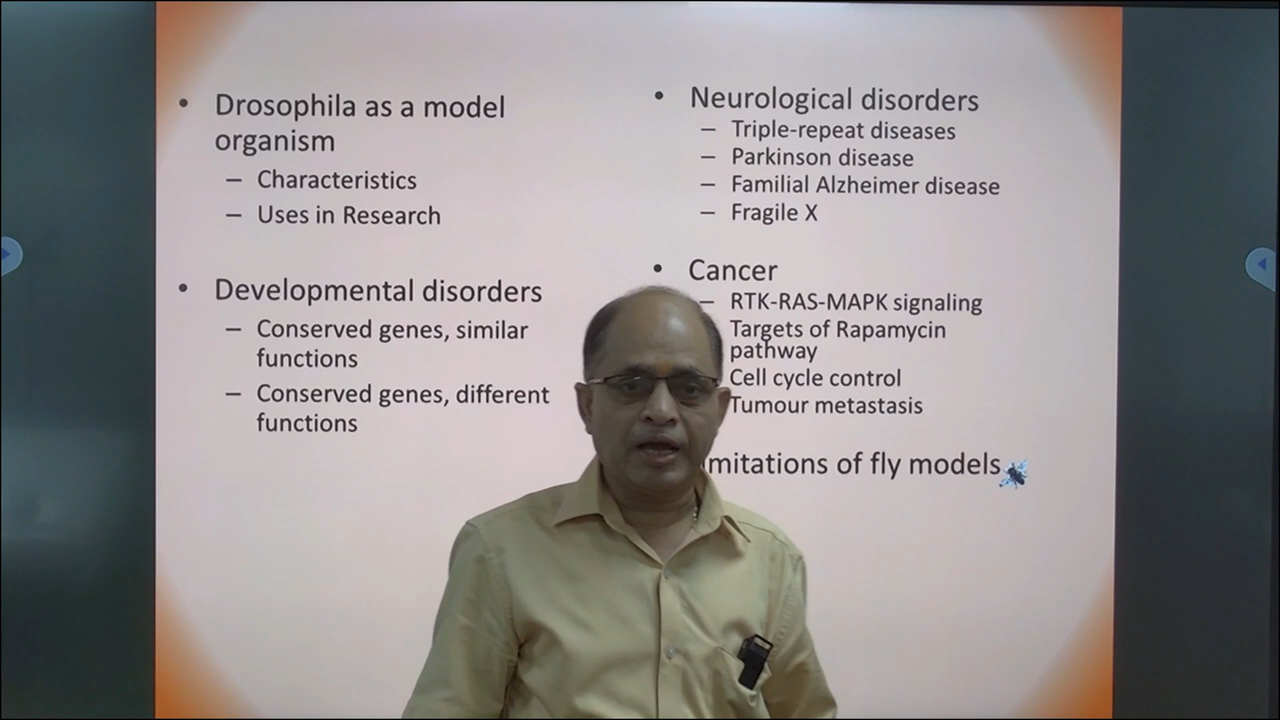 • Drosophila as a model
organism
– Characteristics
– Uses in Research
• Developmental disorders
– Conserved genes, similar
functions
– Conserved genes, different
functions
• Neurological disorders
– Triple-repeat diseases
– Parkinson disease
– Familial Alzheimer disease
– Fragile X
• Cancer
– RTK-RAS-MAPK signaling
Targets of Rapamycin
pathway
Cell cycle control
Tumour metastasis
of fly models